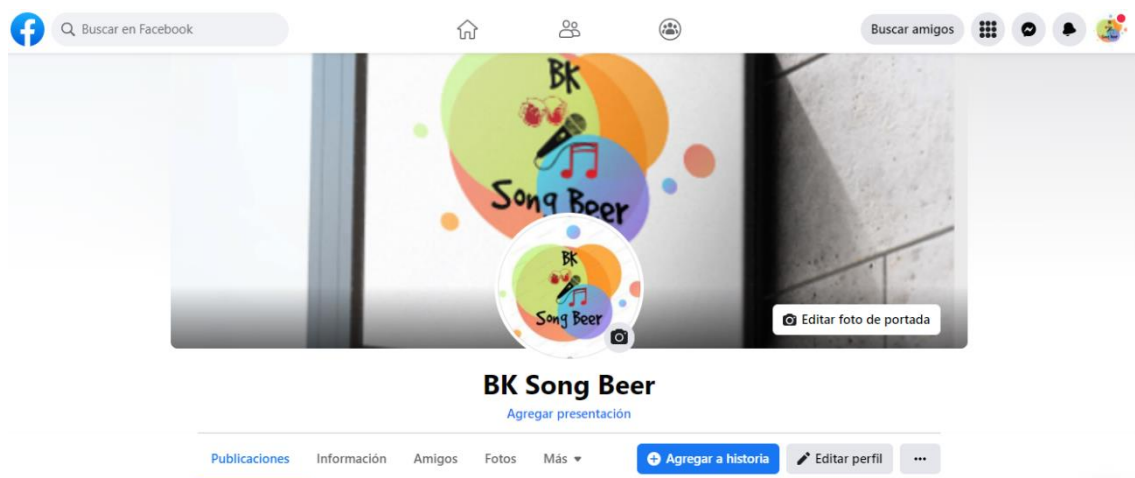 Buscar en Facebook
Buscar amigos
BK
Song Beer
BK
Song Beer
Editar foto de portada
BK Song Beer
Agregar presentación
Publicaciones Información Amigos Fotos Más
Agregar a historia Editar perfil